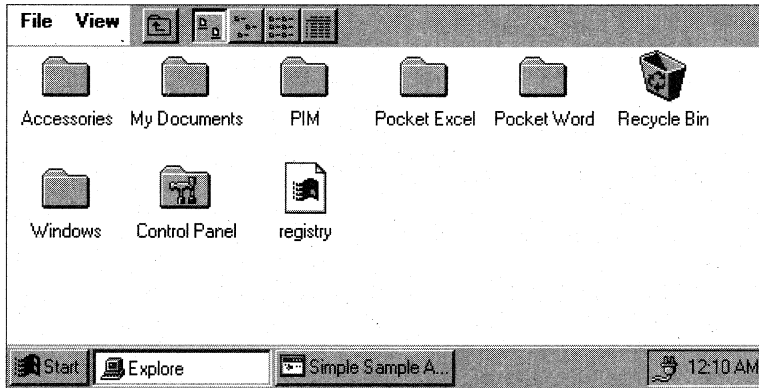 File View
Accessories My Documents PIM Pocket Excel Pocket Word Recycle Bin
Windows Control Panel registry
Start Explore Simple Sample A... 12:10 AM